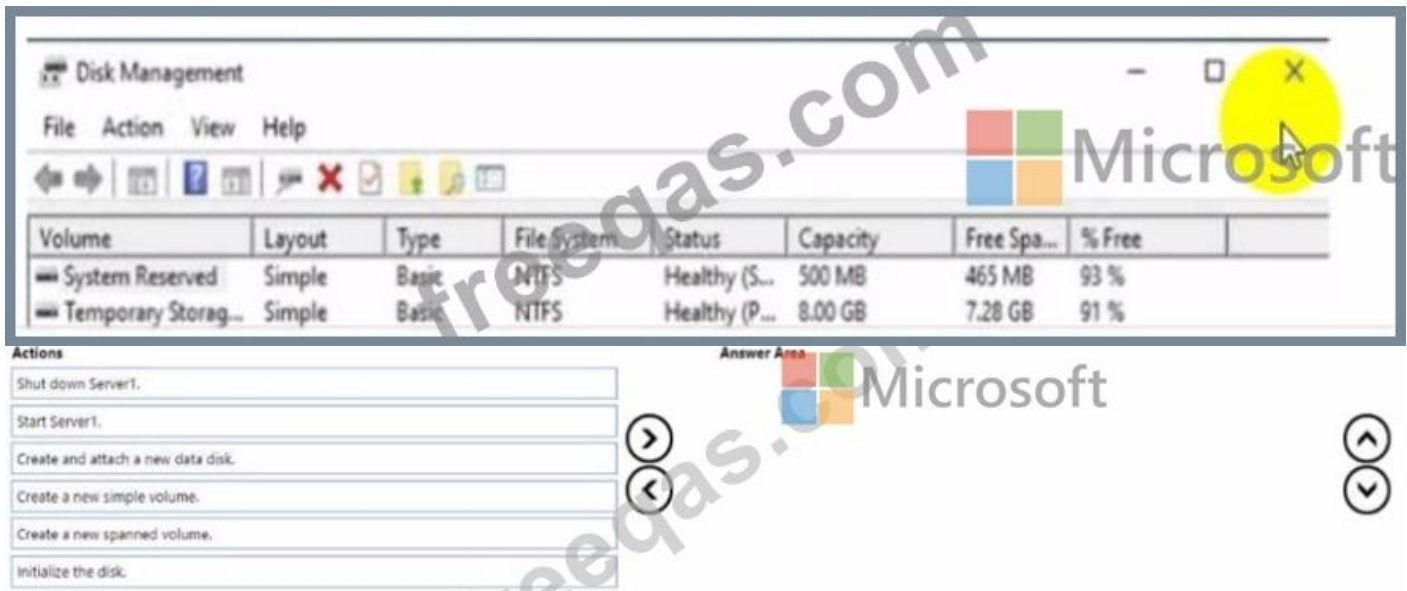 Disk Management
File Action View Help
Microsoft
Volume Layout Type File System Status Capacity Free Spa... % Free
System Reserved Simple Basic NTFS Healthy (S... 500 MB 465 MB 93 %
Temporary Storag... Simple Basic NTFS Healthy (P... 8.00 GB 7.28 GB 91 %
freeqas.com
Actions
Answer Area
Microsoft
Shut down Server1.
Start Server1.
Create and attach a new data disk.
Create a new simple volume.
Create a new spanned volume.
Initialize the disk.
eeqas.com